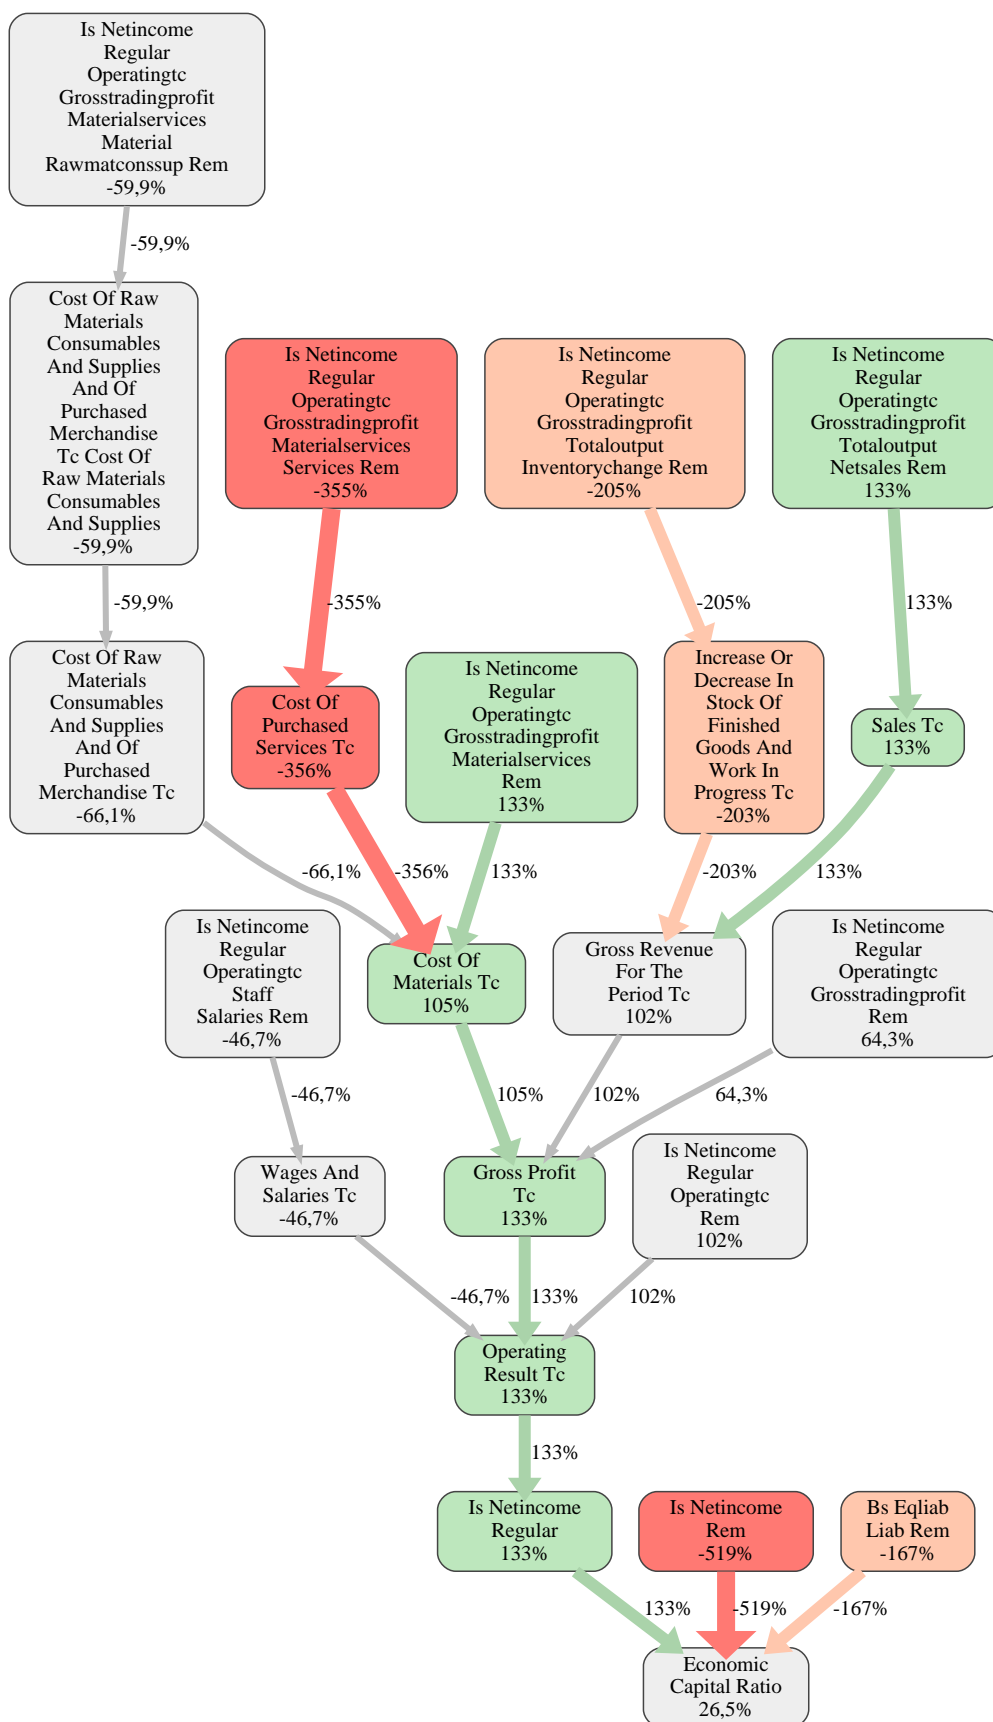 Is Netincome
Regular
Operatingtc
Grosstradingprofit
Materialservices
Material
Rawmatconssup Rem
-59,9%
-59,9%
Cost Of Raw
Materials
Consumables
And Supplies
And Of
Purchased
Merchandise
Tc Cost Of
Raw Materials
Consumables
And Supplies
-59,9%
Is Netincome
Regular
Operatingtc
Grosstradingprofit
Materialservices
Services Rem
-355%
Is Netincome
Regular
Operatingtc
Grosstradingprofit
Totaloutput
Inventorychange Rem
-205%
Is Netincome
Regular
Operatingtc
Grosstradingprofit
Totaloutput
Netsales Rem
133%
-59,9%
-355%
-205%
133%
Cost Of Raw
Materials
Consumables
And Supplies
And Of
Purchased
Merchandise Tc
-66,1%
Cost Of
Purchased
Services Tc
-356%
Is Netincome
Regular
Operatingtc
Grosstradingprofit
Materialservices
Rem
133%
Increase Or
Decrease In
Stock Of
Finished
Goods And
Work In
Progress Tc
-203%
Sales Tc
133%
-66,1%
-356%
133%
-203%
133%
Is Netincome
Regular
Operatingtc
Staff
Salaries Rem
-46,7%
Cost Of
Materials Tc
105%
Gross Revenue
For The
Period Tc
102%
Is Netincome
Regular
Operatingtc
Grosstradingprofit
Rem
64,3%
-46,7%
105%
102%
64,3%
Wages And
Salaries Tc
-46,7%
Gross Profit
Tc
133%
Is Netincome
Regular
Operatingtc
Rem
102%
-46,7%
133%
102%
Operating
Result Tc
133%
133%
Is Netincome
Regular
133%
Is Netincome
Rem
-519%
Bs Eqliab
Liab Rem
-167%
133%
-519%
-167%
Economic
Capital Ratio
26,5%